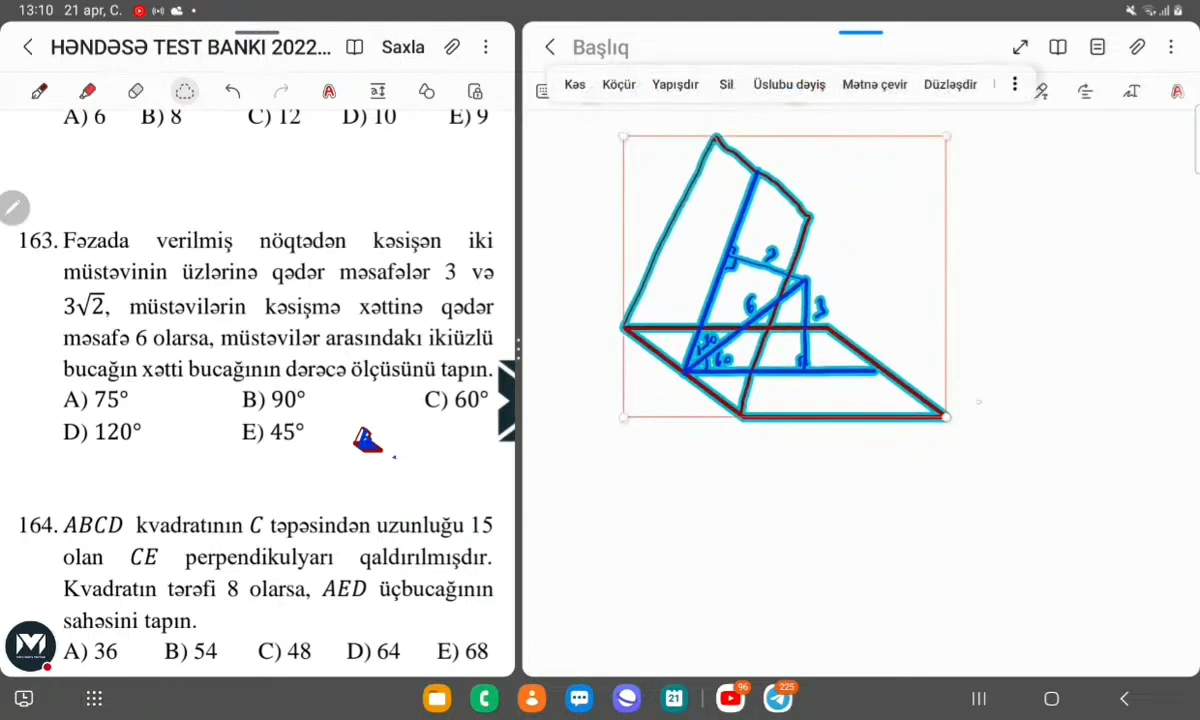 13:10 21 apr, C.
HƏNDƏSƏ TEST BANKI 2022...
Saxla
Başlıq
Kəs Köçür Yapışdır Sil Üslubu dəyiş Mətnə çevir Düzləşdir
A) 6 B) 8 C) 12 D) 10 E) 9
163. Fəzada verilmiş nöqtədən kəsişən iki
müstəvinin üzlərinə qədər məsafələr 3 və
3√2, müstəvilərin kəsişmə xəttinə qədər
məsafə 6 olarsa, müstəvilər arasındakı ikiüzlü
bucağın xətti bucağının dərəcə ölçüsünü tapın.
A) 75° B) 90° C) 60°
D) 120° E) 45°
164. ABCD kvadratının C təpəsindən uzunluğu 15
olan CE perpendikulyarı qaldırılmışdır.
Kvadratın tərəfi 8 olarsa, AED üçbucağının
sahəsini tapın.
A) 36 B) 54 C) 48 D) 64 E) 68
6
3
60
21
96
225